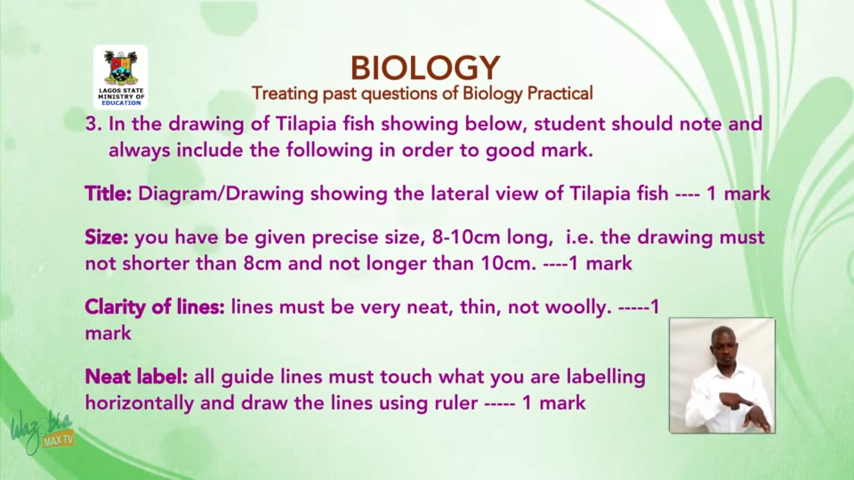 BIOLOGY
LAGOS STATE
MINISTRY OF
EDUCATION
Treating past questions of Biology Practical
3. In the drawing of Tilapia fish showing below, student should note and
always include the following in order to good mark.
Title: Diagram/Drawing showing the lateral view of Tilapia fish ---- 1 mark
Size: you have be given precise size, 8-10cm long, i.e. the drawing must
not shorter than 8cm and not longer than 10cm. ----1 mark
Clarity of lines: lines must be very neat, thin, not woolly. -----1
mark
Neat label: all guide lines must touch what you are labelling
horizontally and draw the lines using ruler ----- 1 mark
Wazobia
MAX TV